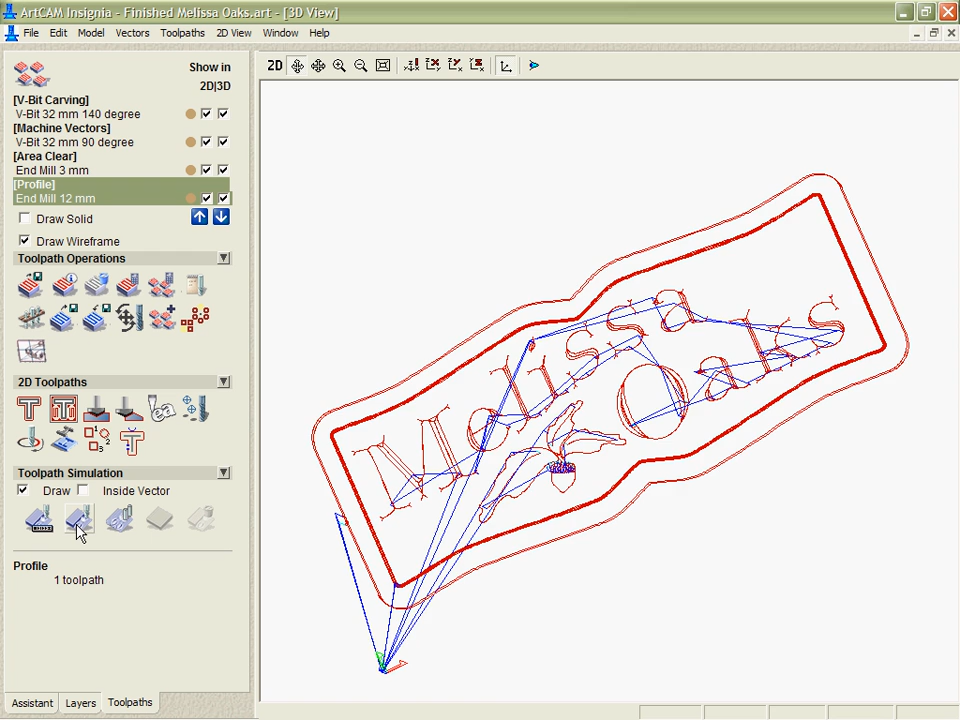 ArtCAM Insignia - Finished Melissa Oaks.art - [3D View]
File Edit Model Vectors Toolpaths 2D View Window Help
Show in
2D|3D
2D
[V-Bit Carving]
V-Bit 32 mm 140 degree
[Machine Vectors]
V-Bit 32 mm 90 degree
[Area Clear]
End Mill 3 mm
[Profile]
End Mill 12 mm
Draw Solid
Draw Wireframe
Toolpath Operations
2D Toolpaths
Toolpath Simulation
Draw Inside Vector
Profile
1 toolpath
Assistant Layers Toolpaths
Melissa
Oaks